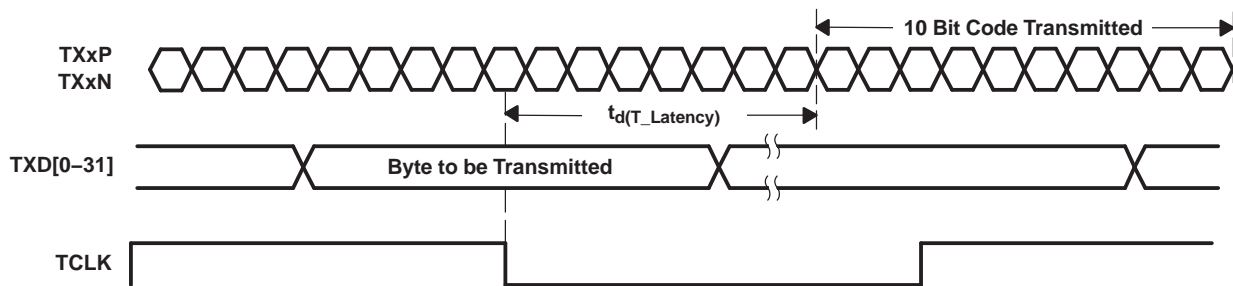 10 Bit Code Transmitted
TXxP
TXxN
td(T_Latency)
TXD[0–31]
Byte to be Transmitted
TCLK